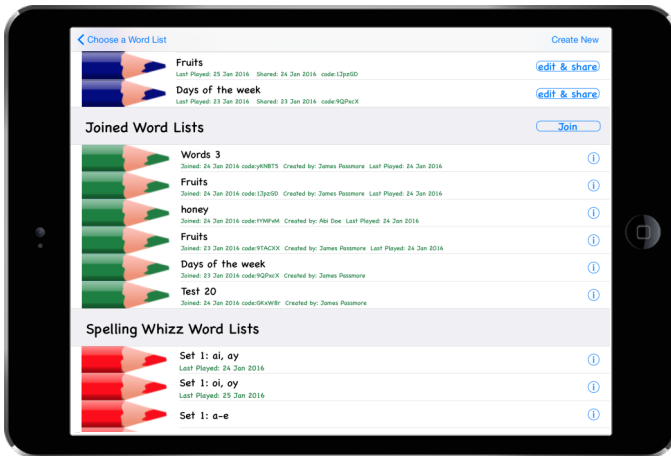 Choose a Word List
Create New
Fruits
edit & share
Last Played: 25 Jan 2016 Shared: 24 Jan 2016 code:1JpzGD
Days of the week
edit & share
Last Played: 23 Jan 2016 Shared: 23 Jan 2016 code:9QPxcX
Joined Word Lists
Join
Words 3
Joined: 24 Jan 2016 code:yKNBT5 Created by: James Passmore Last Played: 24 Jan 2016
Fruits
Joined: 24 Jan 2016 code:1JpzGD Created by: James Passmore Last Played: 24 Jan 2016
honey
Joined: 24 Jan 2016 code:fYMPxM Created by: Abi Doe Last Played: 24 Jan 2016
Fruits
Joined: 23 Jan 2016 code:9TACXX Created by: James Passmore Last Played: 24 Jan 2016
Days of the week
Joined: 23 Jan 2016 code:9QPxcX Created by: James Passmore
Test 20
Joined: 24 Jan 2016 code:GKxW8r Created by: James Passmore
Spelling Whizz Word Lists
Set 1: ai, ay
Last Played: 24 Jan 2016
Set 1: oi, oy
Last Played: 25 Jan 2016
Set 1: a-e